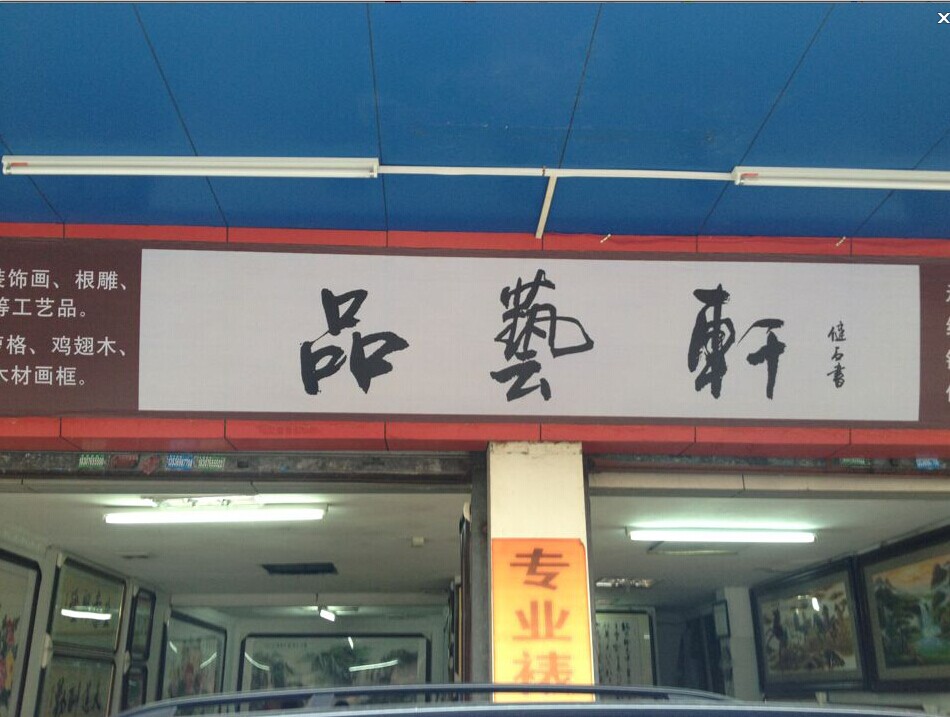 饰画、根雕、
等工艺品。
格、鸡翅木、
木材画框。
品藝軒
健石書
专业裱